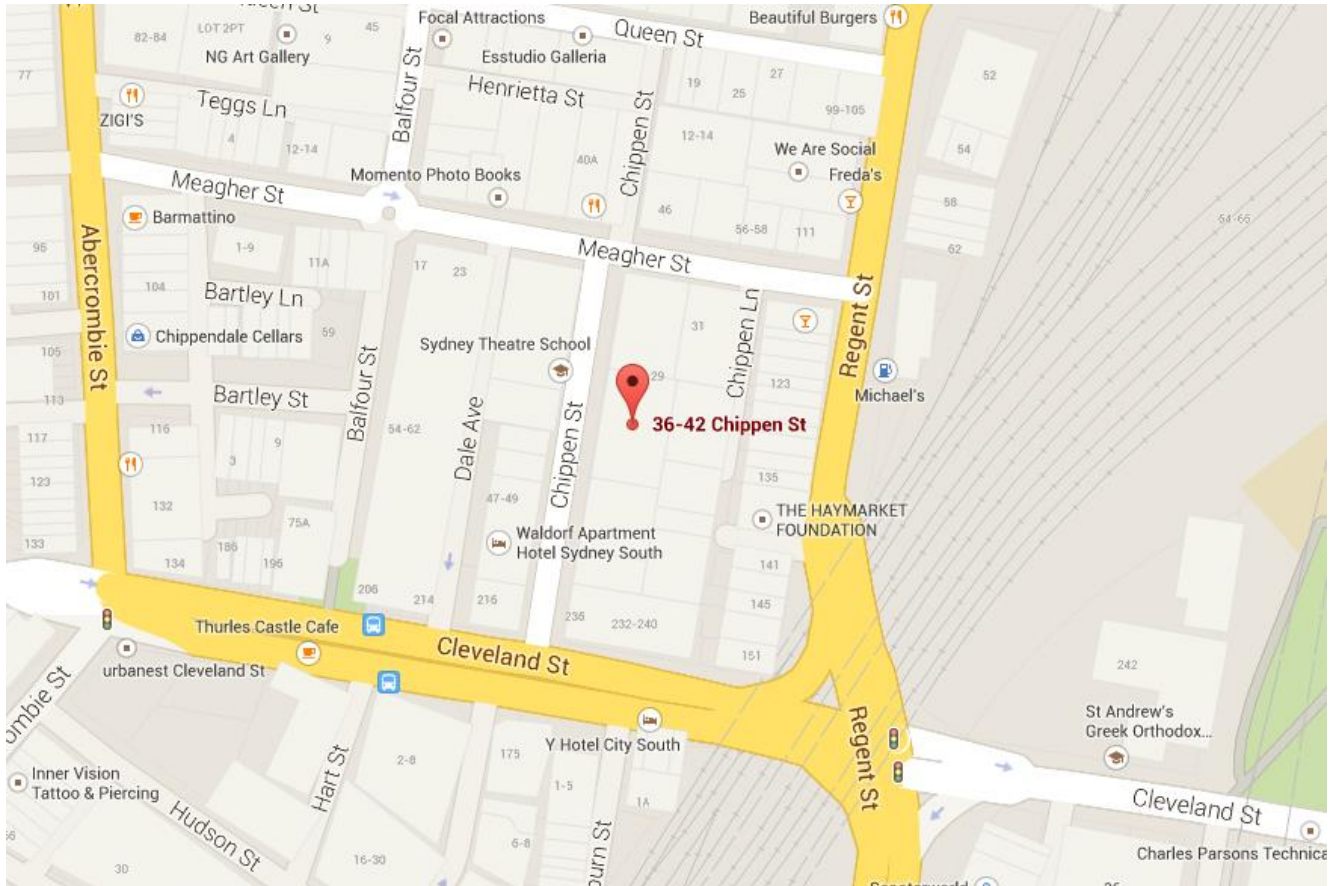 Queen St
45
Focal Attractions
Beautiful Burgers
82-84
LOT 2PT
9
NG Art Gallery
Balfour St
Esstudio Galleria
Queen St
77
52
ZIGI'S
Teggs Ln
Henrietta St
Chippen St
19
27
25
99-105
4
12-14
12-14
40A
54
We Are Social
Freda's
Meagher St
Momento Photo Books
46
56-58
111
58
62
54-66
Barmattino
Abercrombie St
95
1-9
11A
17
23
Meagher St
104
Bartley Ln
101
Chippendale Cellars
59
Sydney Theatre School
31
Chippen Ln
Regent St
105
113
Bartley St
Balfour St
29
123
Michael's
36-42 Chippen St
117
116
9
3
54-62
Dale Ave
Chippen St
123
135
132
47-49
THE HAYMARKET
FOUNDATION
133
75A
186
196
134
Waldorf Apartment
Hotel Sydney South
141
206
214
216
236
232-240
145
151
Thurles Castle Cafe
Cleveland St
urbanest Cleveland St
242
St Andrew's
Greek Orthodox...
Regent St
Y Hotel City South
175
2-8
1-5
1A
Inner Vision
Tattoo & Piercing
Hart St
Hudson St
Cleveland St
6-8
16-30
30
Charles Parsons Technica